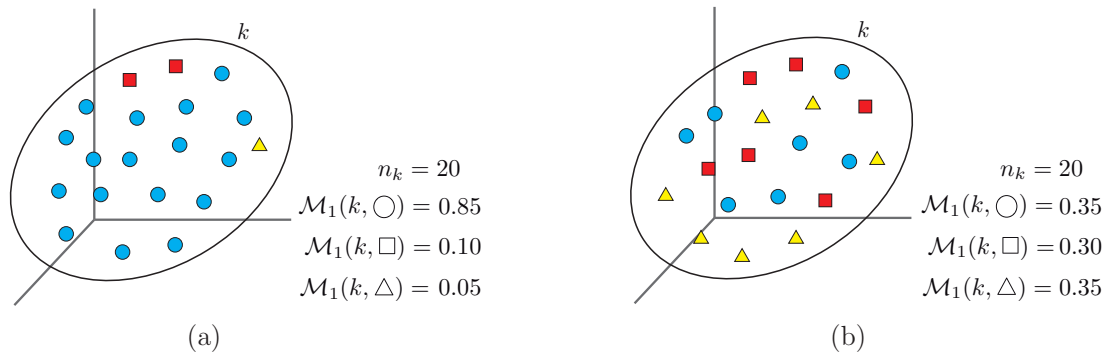 k
n_k = 20
M_1(k, ○) = 0.85
M_1(k, □) = 0.10
M_1(k, △) = 0.05
(a)
k
n_k = 20
M_1(k, ○) = 0.35
M_1(k, □) = 0.30
M_1(k, △) = 0.35
(b)